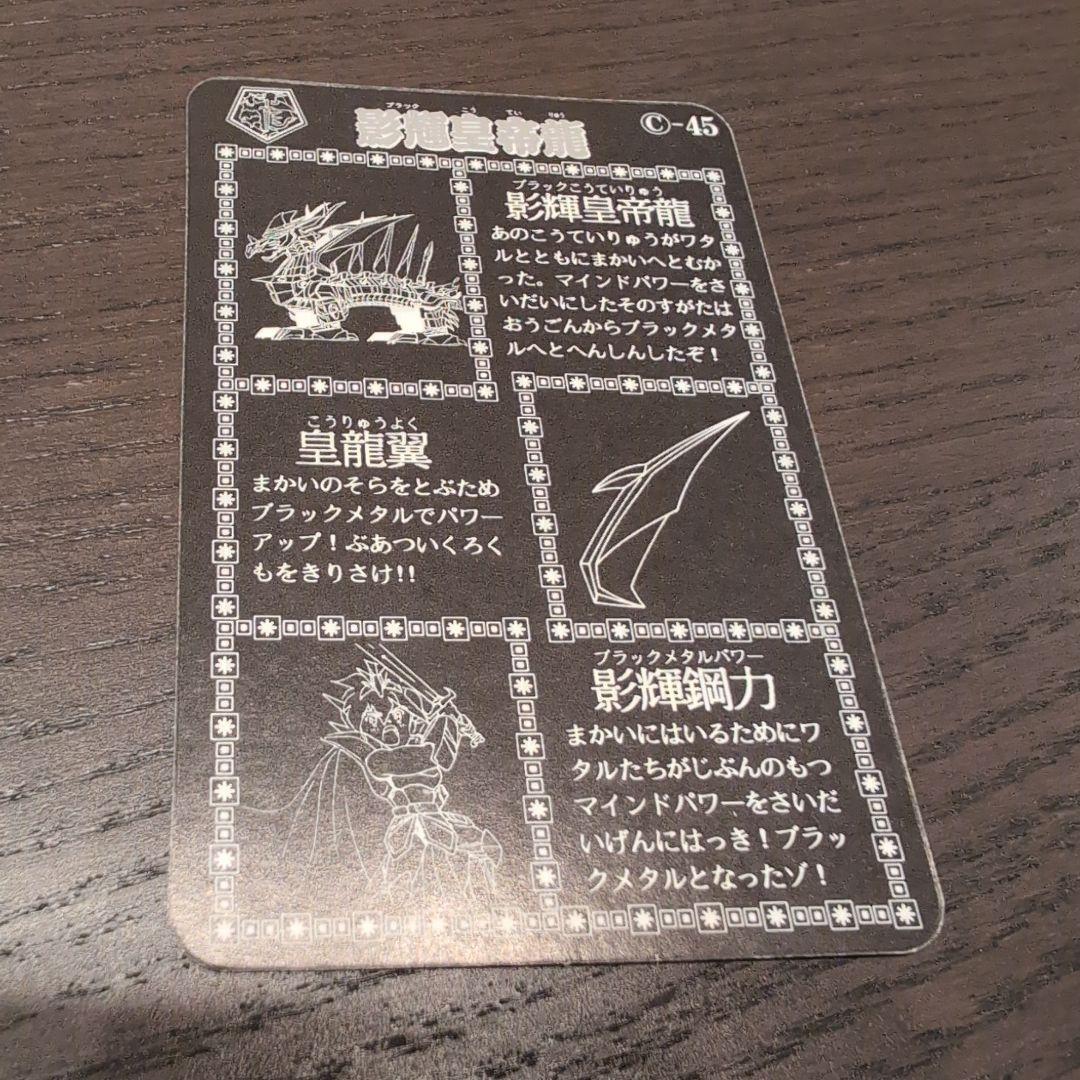 ブラック こう てい りゅう
影輝皇帝龍
Ⓒ-45
ブラックこうていりゅう
影輝皇帝龍
あのこうていりゅうがワタ
ルとともにまかいへとむか
った。マインドパワーをさ
いだいにしたそのすがたは
おうごんからブラックメタ
ルへとへんしんしたぞ！
こうりゅうよく
皇龍翼
まかいのそらをとぶため
ブラックメタルでパワー
アップ！ぶあついくろく
もをきりさけ!!
ブラックメタルパワー
影輝鋼力
まかいにはいるためにワ
タルたちがじぶんのもつ
マインドパワーをさいだ
いげんにはっき！ブラッ
クメタルとなったゾ！